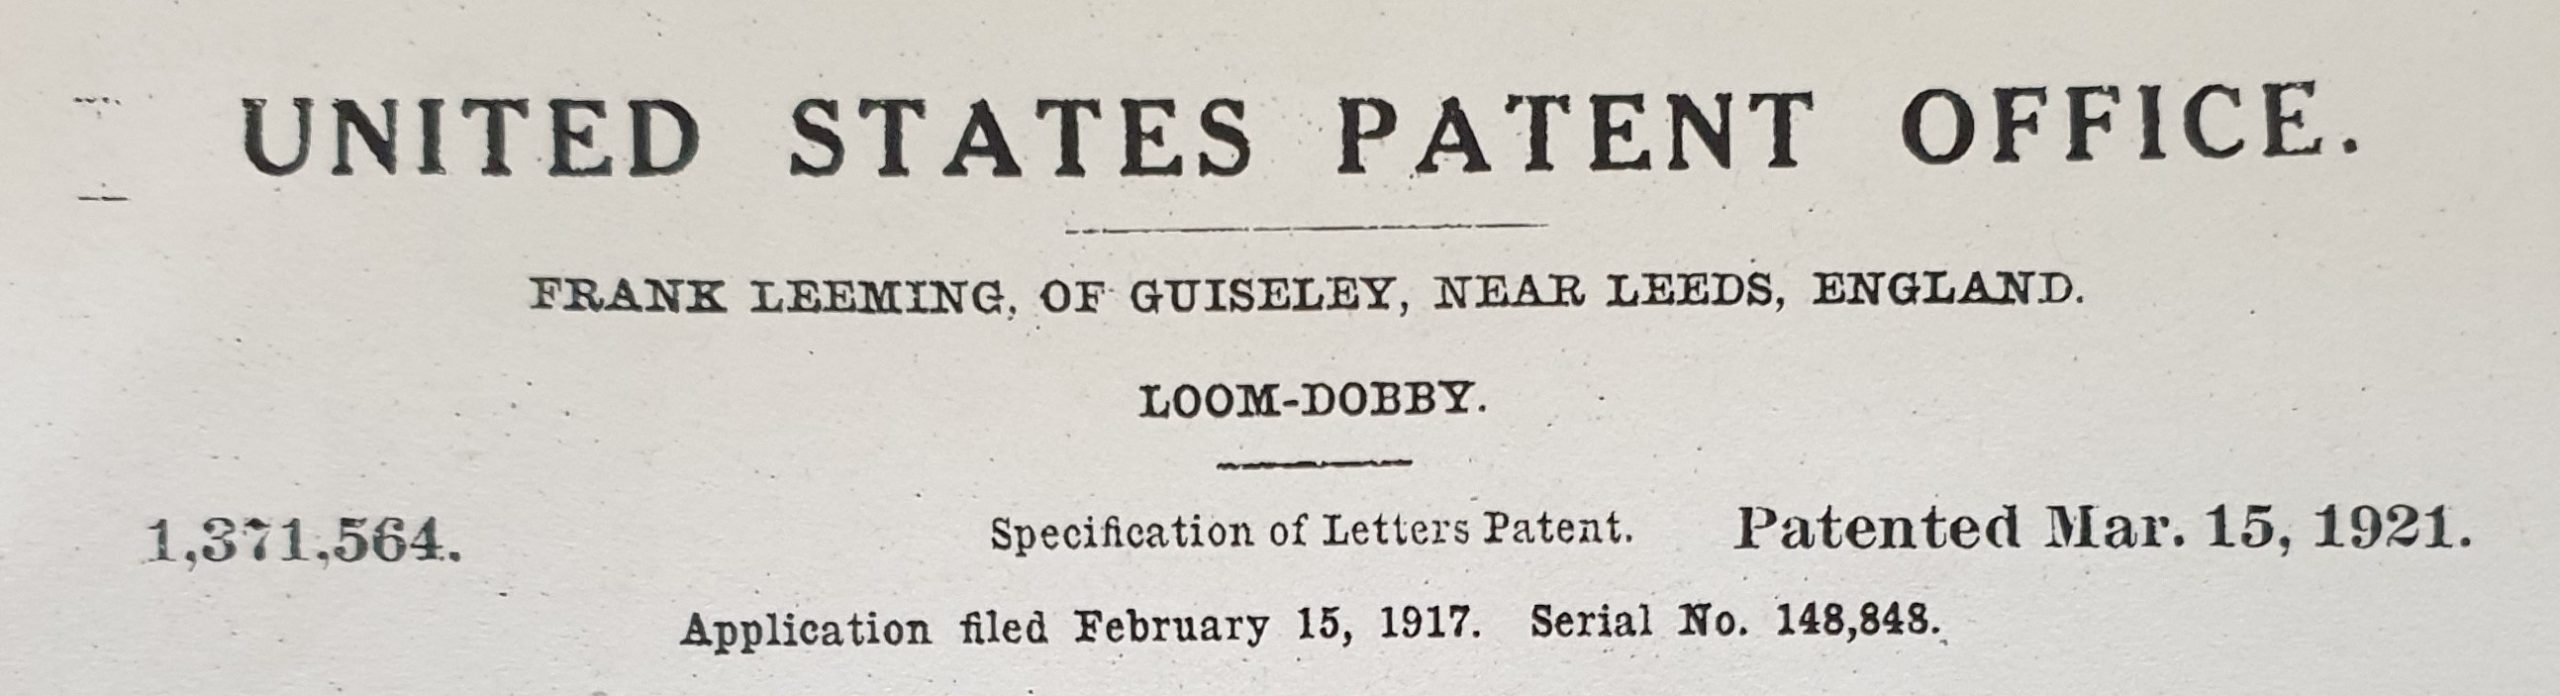 UNITED STATES PATENT OFFICE.
FRANK LEEMING, OF GUISELEY, NEAR LEEDS, ENGLAND.
LOOM-DOBBY.
1,371,564. Specification of Letters Patent. Patented Mar. 15, 1921.
Application filed February 15, 1917. Serial No. 148,848.